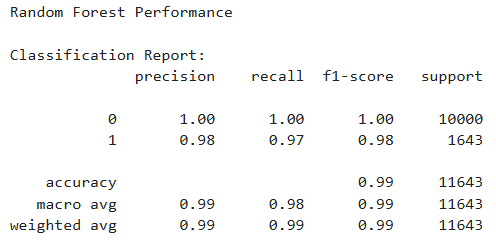 Random Forest Performance
Classification Report:
precision recall f1-score support
0 1.00 1.00 1.00 10000
1 0.98 0.97 0.98 1643
accuracy 0.99 11643
macro avg 0.99 0.98 0.99 11643
weighted avg 0.99 0.99 0.99 11643